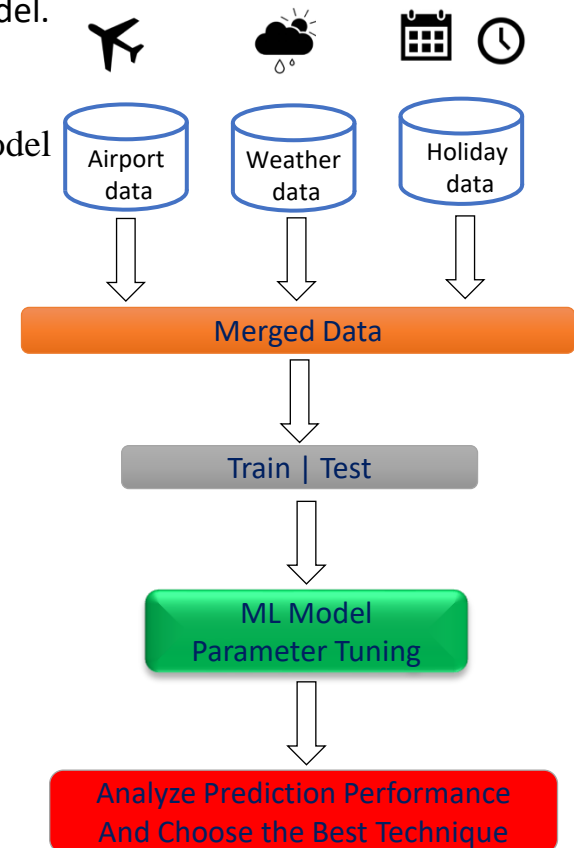 del.
odel
Airport
data
Weather
data
Holiday
data
Merged Data
Train | Test
ML Model
Parameter Tuning
Analyze Prediction Performance
And Choose the Best Technique